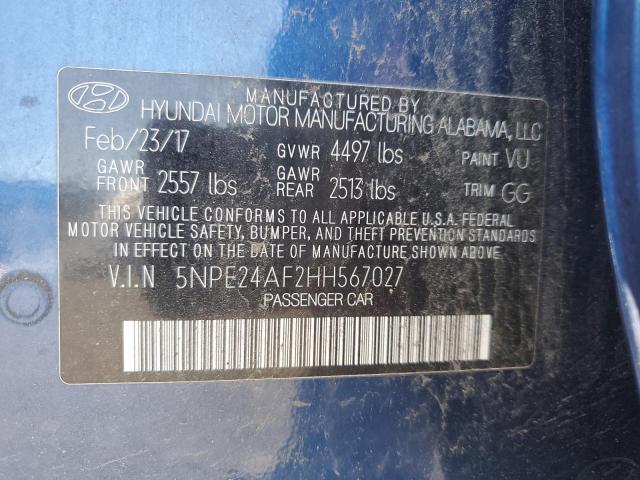 MANUFACTURED BY
HYUNDAI MOTOR MANUFACTURING ALABAMA, LLC
Feb/23/17 GVWR 4497 lbs PAINT VU
GAWR FRONT 2557 lbs GAWR REAR 2513 lbs TRIM GG
THIS VEHICLE CONFORMS TO ALL APPLICABLE U.S.A. FEDERAL
MOTOR VEHICLE SAFETY, BUMPER, AND THEFT PREVENTION STANDARDS
IN EFFECT ON THE DATE OF MANUFACTURE SHOWN ABOVE.
V.I.N 5NPE24AF2HH567027
PASSENGER CAR